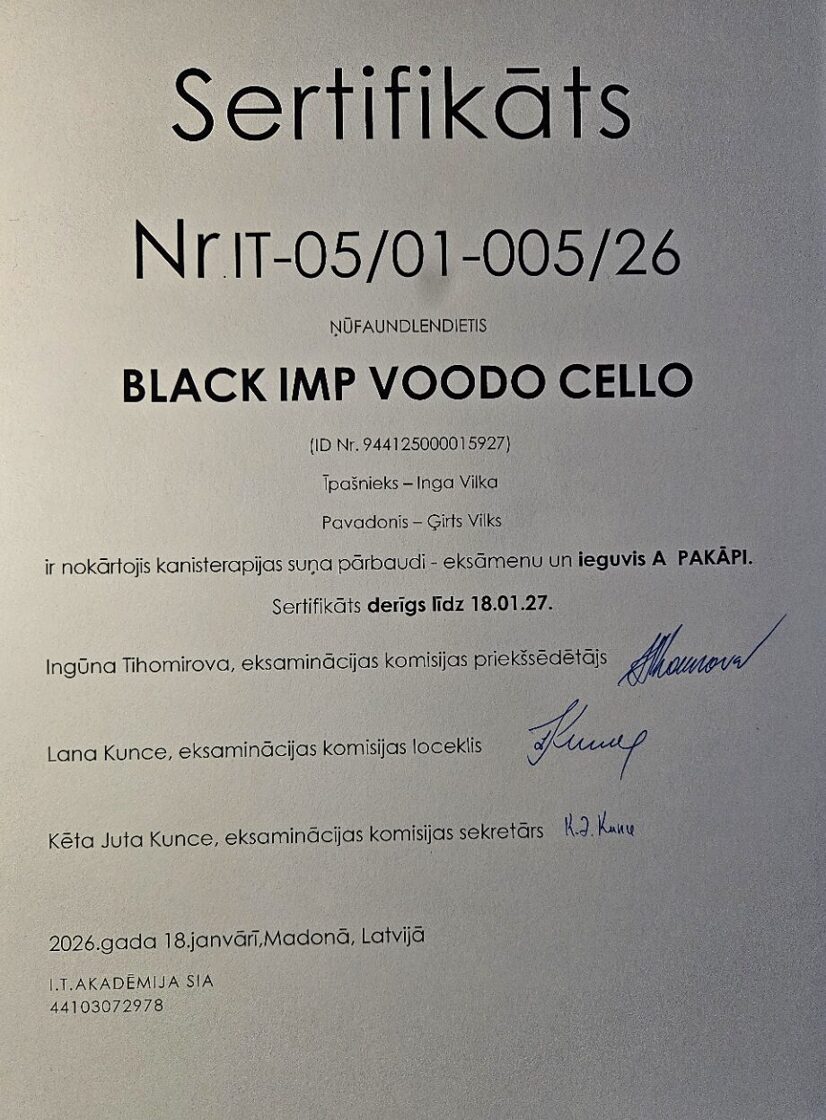 Sertifikāts
Nr.IT-05/01-005/26
ŅŪFAUNDLENDIETIS
BLACK IMP VOODO CELLO
(ID Nr. 944125000015927)
Īpašnieks – Inga Vilka
Pavadonis – Ģirts Vilks
ir nokārtojis kanisterapijas suņa pārbaudi - eksāmenu un ieguvis A PAKĀPI.
Sertifikāts derīgs līdz 18.01.27.
Ingūna Tihomirova, eksaminācijas komisijas priekšsēdētājs
Lana Kunce, eksaminācijas komisijas loceklis
Kēta Juta Kunce, eksaminācijas komisijas sekretārs K.J.Kunce
2026.gada 18.janvārī,Madonā, Latvijā
I.T.AKADĒMIJA SIA
44103072978